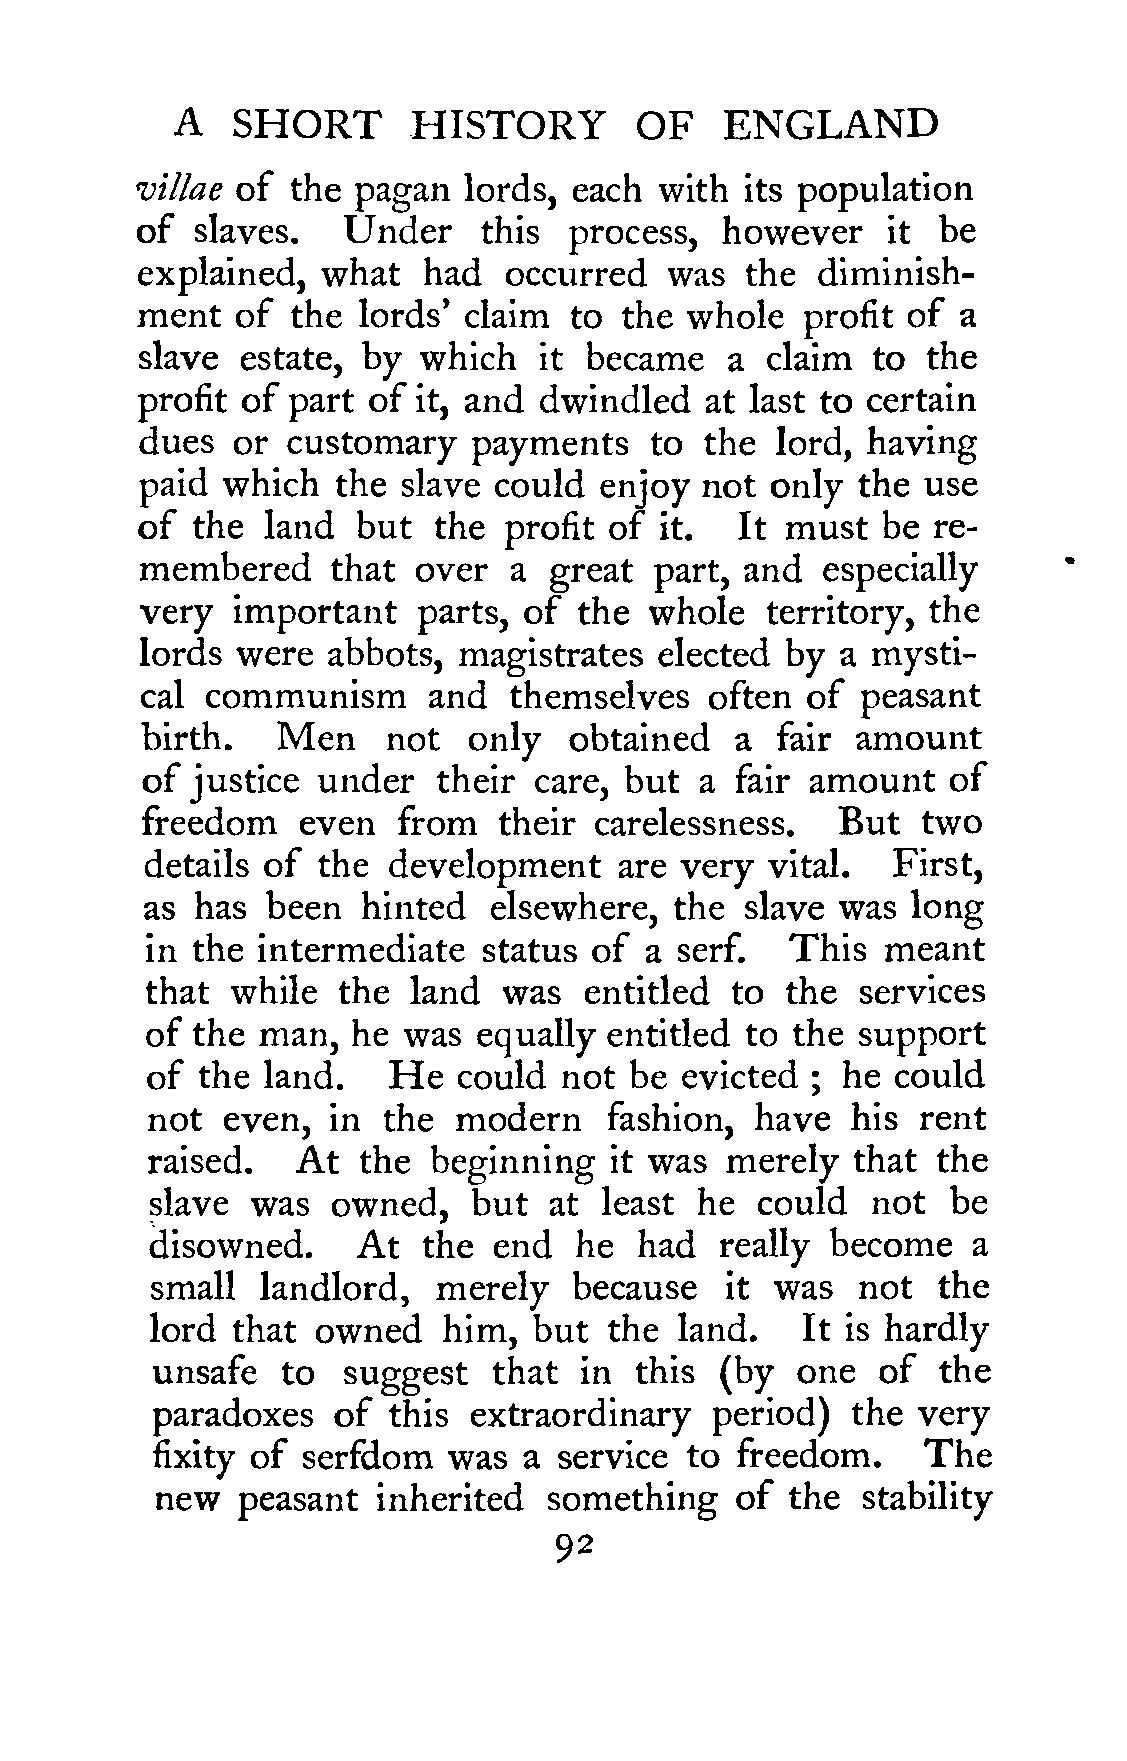 A SHORT HISTORY OF ENGLAND
villae of the pagan lords, each with its population
of slaves. Under this process, however it be
explained, what had occurred was the diminish-
ment of the lords' claim to the whole profit of a
slave estate, by which it became a claim to the
profit of part of it, and dwindled at last to certain
dues or customary payments to the lord, having
paid which the slave could enjoy not only the use
of the land but the profit of it. It must be re-
membered that over a great part, and especially
very important parts, of the whole territory, the
lords were abbots, magistrates elected by a mysti-
cal communism and themselves often of peasant
birth. Men not only obtained a fair amount
of justice under their care, but a fair amount of
freedom even from their carelessness. But two
details of the development are very vital. First,
as has been hinted elsewhere, the slave was long
in the intermediate status of a serf. This meant
that while the land was entitled to the services
of the man, he was equally entitled to the support
of the land. He could not be evicted ; he could
not even, in the modern fashion, have his rent
raised. At the beginning it was merely that the
slave was owned, but at least he could not be
disowned. At the end he had really become a
small landlord, merely because it was not the
lord that owned him, but the land. It is hardly
unsafe to suggest that in this (by one of the
paradoxes of this extraordinary period) the very
fixity of serfdom was a service to freedom. The
new peasant inherited something of the stability
92